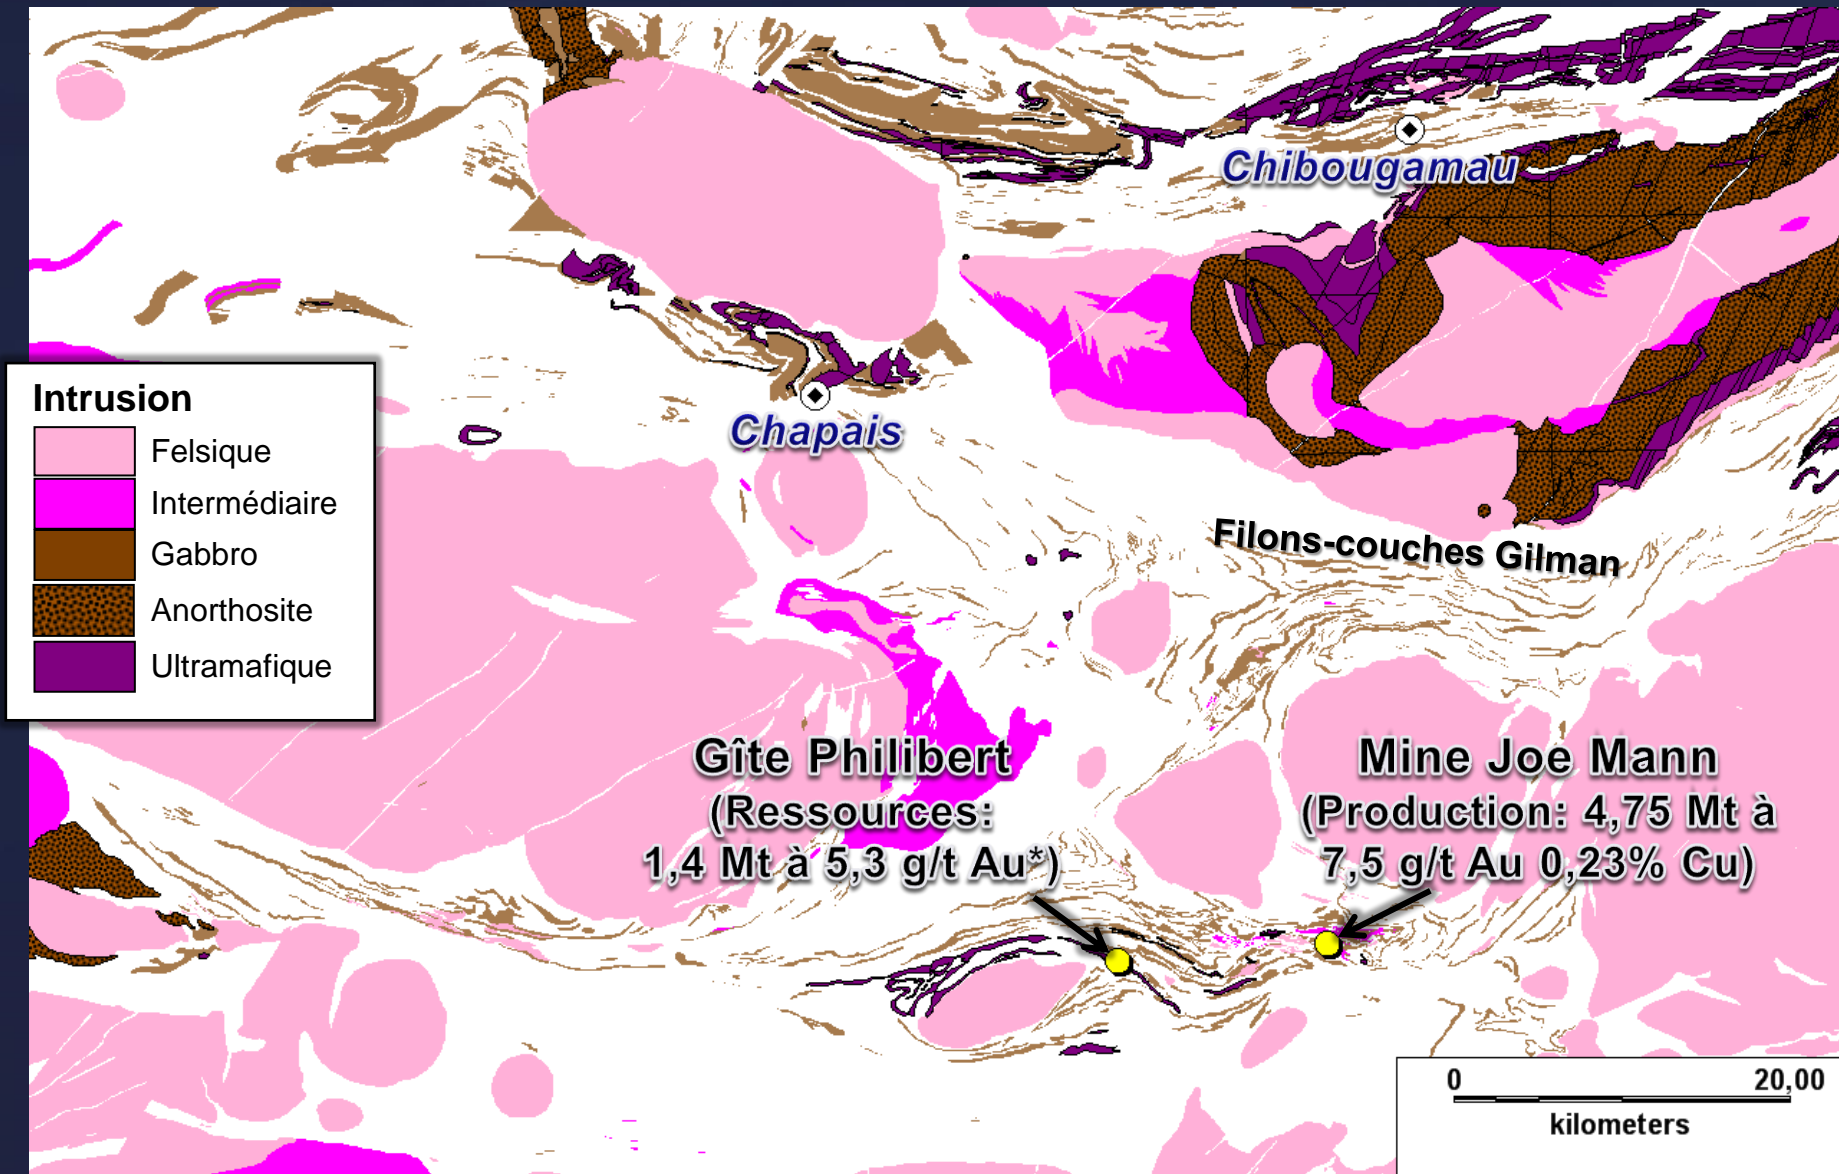 Chibougamau
Chapais
Intrusion
Felsique
Intermédiaire
Gabbro
Anorthosite
Ultramafique
Filons-couches Gilman
Gîte Philibert
(Ressources:
1,4 Mt à 5,3 g/t Au*)
Mine Joe Mann
(Production: 4,75 Mt à
7,5 g/t Au 0,23% Cu)
0 20,00
kilometers